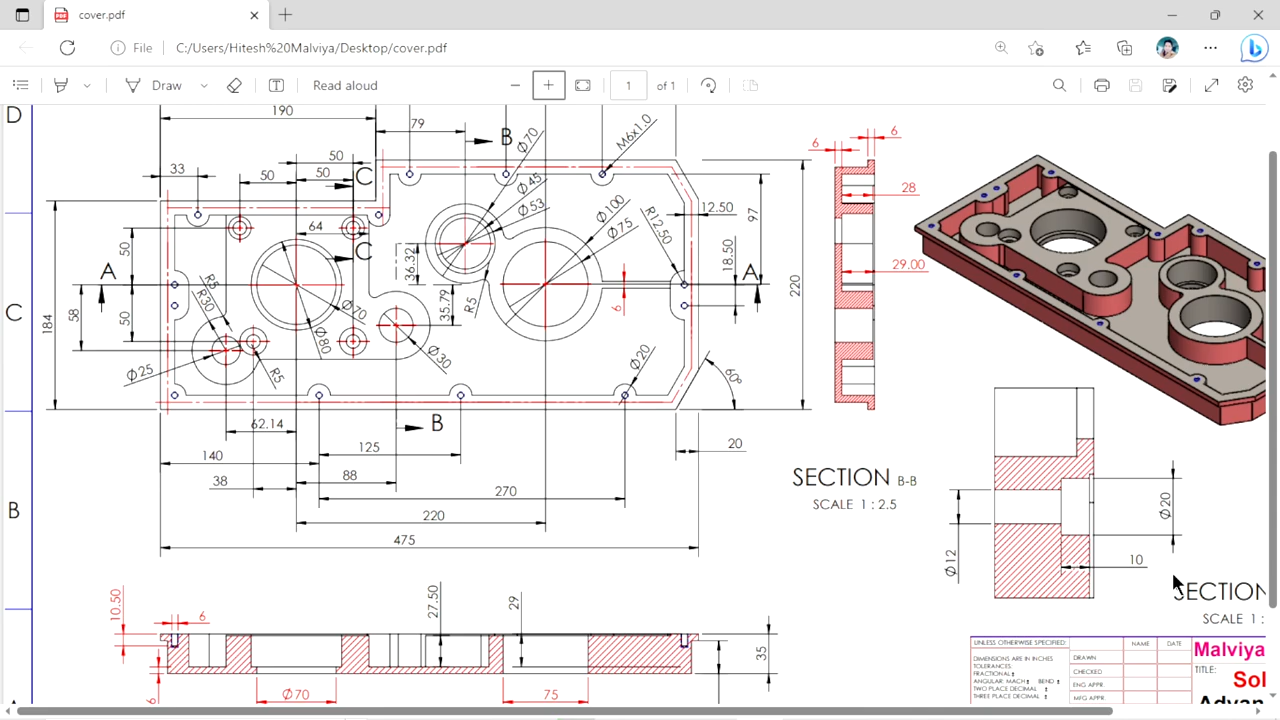 cover.pdf
File C:/Users/Hitesh%20Malviya/Desktop/cover.pdf
Draw Read aloud 1 of 1
D
190
79
B
Ø70
M6x1.0
6
6
50
C
33
50
50
Ø45
28
Ø53
Ø100
12.50
97
64
Ø75
R12.50
184
50
C
36.32
18.50
220
29.00
A
R5
A
C
R30
58
50
Ø70
35.79
R5
6
Ø80
Ø30
Ø20
Ø25
R5
60°
62.14
B
125
20
140
88
SECTION B-B
38
270
SCALE 1 : 2.5
B
220
Ø20
475
Ø12
10
SECTION
SCALE 1 :
10.50
6
27.50
29
35
6
Ø70
75
UNLESS OTHERWISE SPECIFIED:
NAME
DATE
Malviya
DIMENSIONS ARE IN INCHES
DRAWN
TOLERANCES:
FRACTIONAL±
CHECKED
TITLE:
ANGULAR: MACH± BEND ±
ENG APPR
Sol
TWO PLACE DECIMAL ±
THREE PLACE DECIMAL ±
MFG APPR
Advan